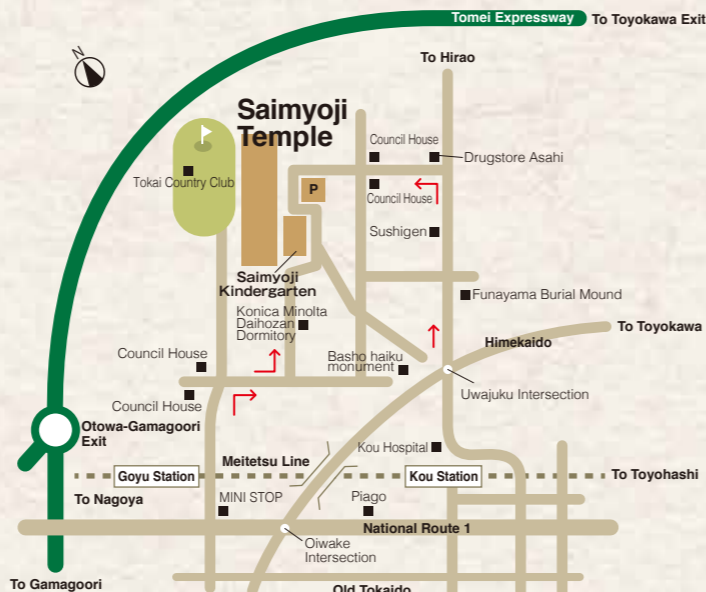 Tomei Expressway
To Toyokawa Exit
N
To Hirao
Saimyoji
Temple
Council House
Drugstore Asahi
Tokai Country Club
P
Council House
Sushigen
Saimyoji
Kindergarten
Funayama Burial Mound
Konica Minolta
Daihozan
Dormitory
To Toyokawa
Himekaido
Council House
Basho haiku
monument
Uwajuku Intersection
Council House
Otowa-Gamagoori
Exit
Kou Hospital
Meitetsu Line
Goyu Station
Kou Station
To Toyohashi
To Nagoya
MINI STOP
Piago
National Route 1
Oiwake
Intersection
To Gamagoori
Old Tokaido